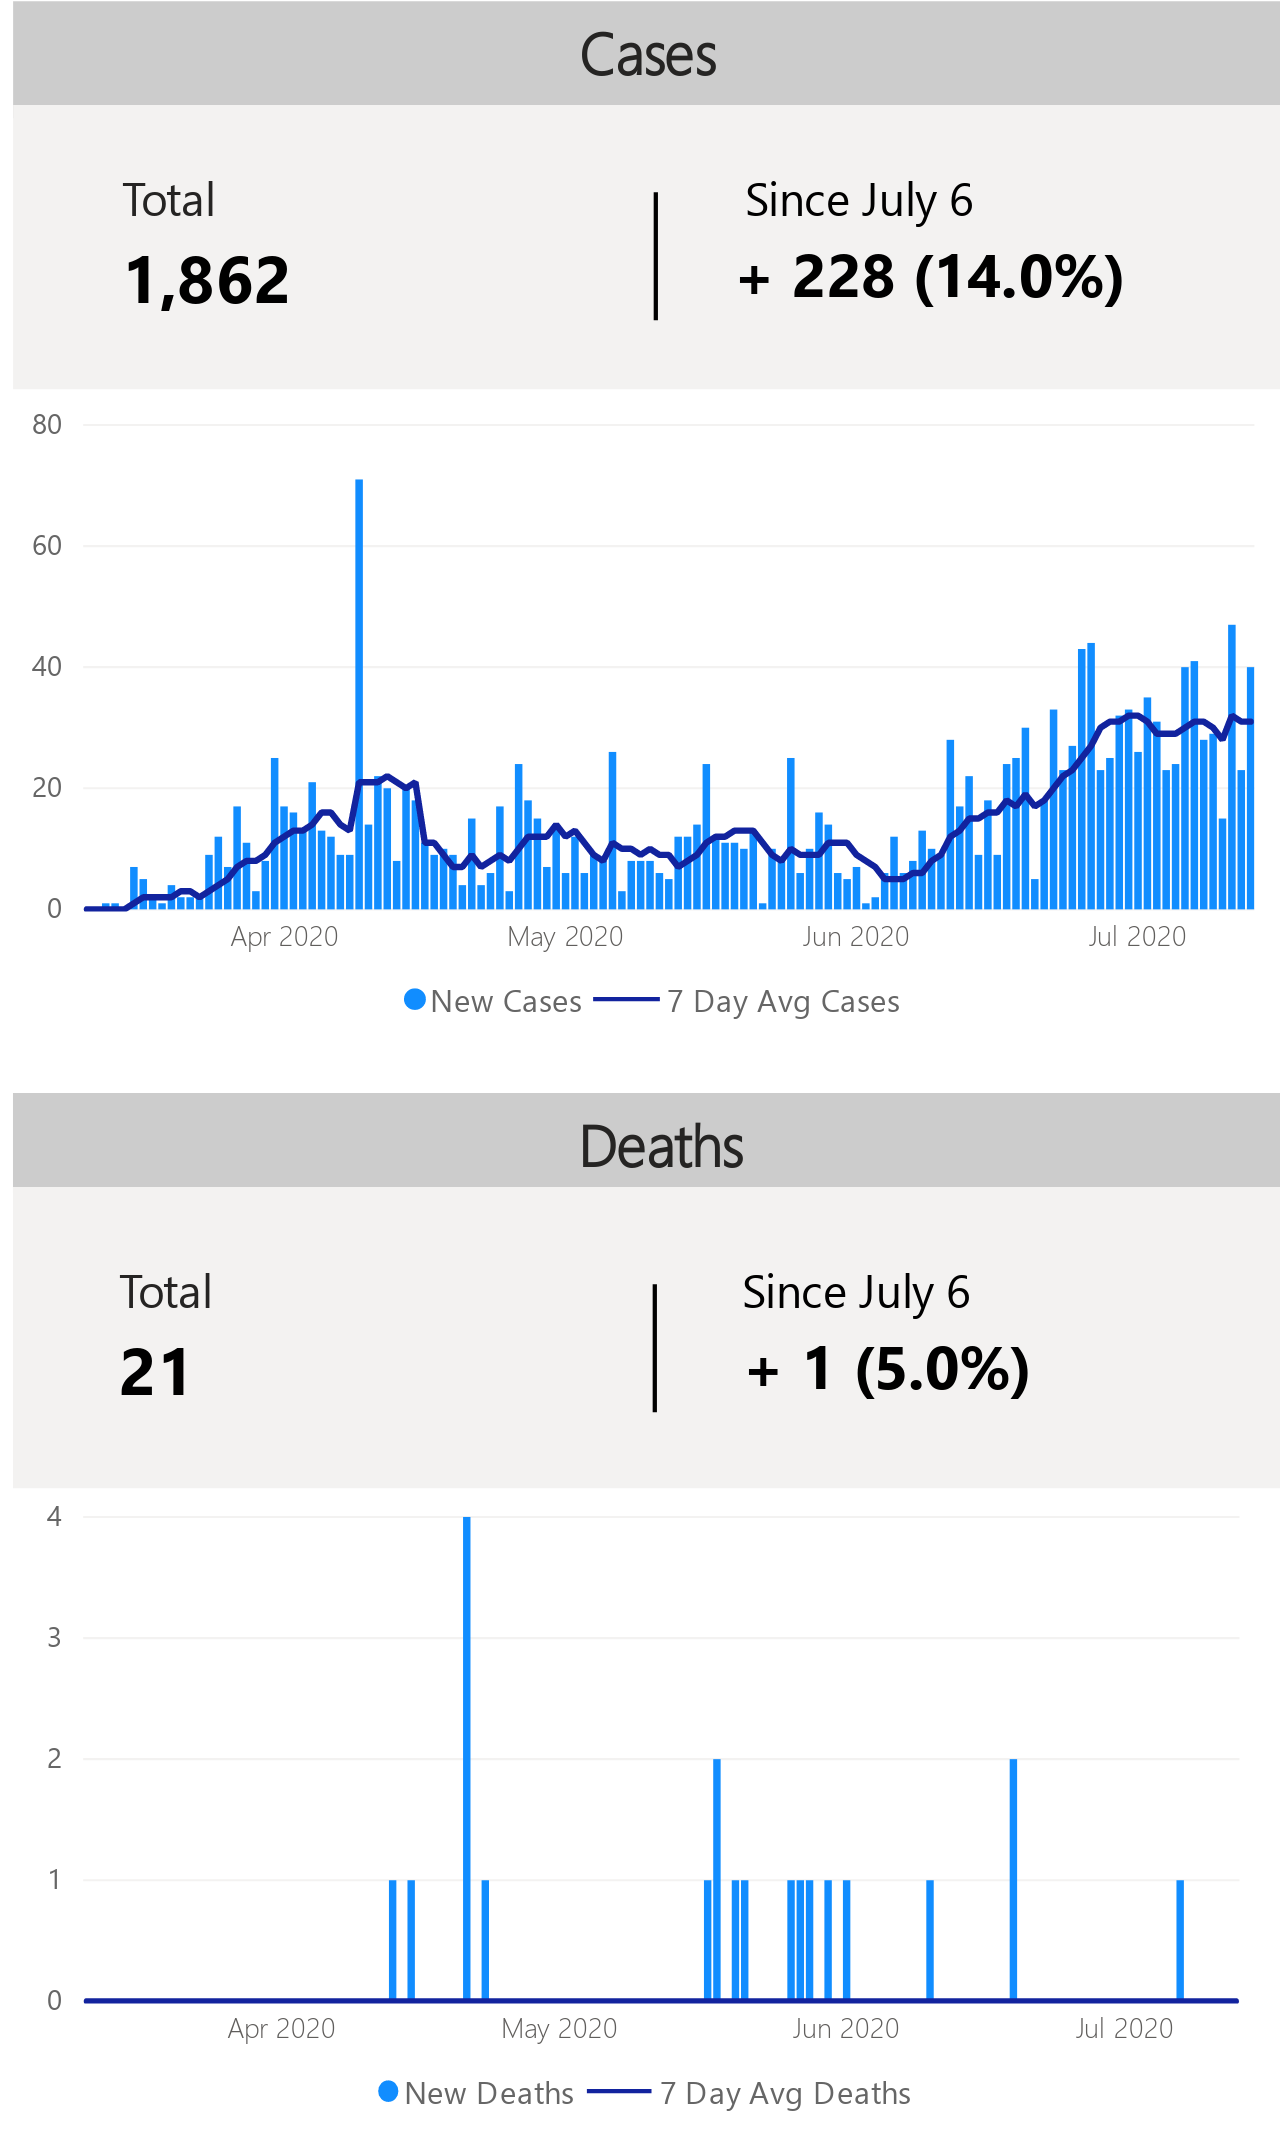 Cases
Total
Since July 6
1,862
+ 228 (14.0%)
80
60
40
20
0
Apr 2020 May 2020 Jun 2020 Jul 2020
New Cases 7 Day Avg Cases
Deaths
Total
Since July 6
21
+ 1 (5.0%)
4
3
2
1
0
Apr 2020 May 2020 Jun 2020 Jul 2020
New Deaths 7 Day Avg Deaths